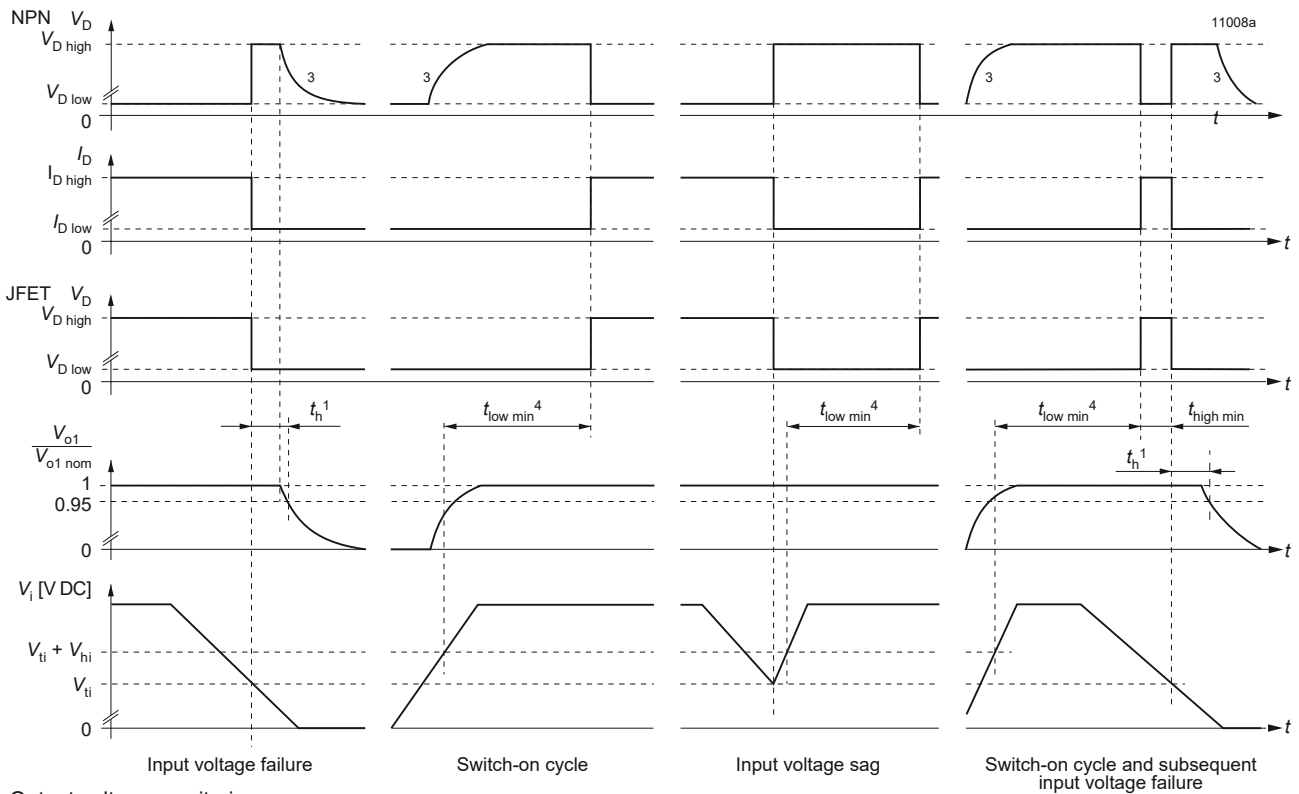 NPN V_D
11008a
V_D high
3
3
3
3
V_D low
0
t
I_D
I_D high
I_D low
0
t
JFET V_D
V_D high
V_D low
0
t
t_h^1
t_low min^4
t_low min^4
t_low min^4
t_high min
V_o1
V_o1 nom
t_h^1
1
0.95
0
t
V_i [V DC]
V_ti + V_hi
V_ti
0
t
Input voltage failure
Switch-on cycle
Input voltage sag
Switch-on cycle and subsequent
input voltage failure